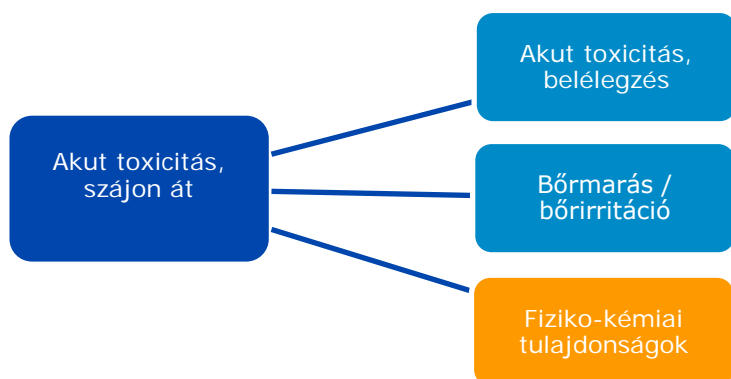 Akut toxicitás,
szájon át
Akut toxicitás,
belélegzés
Bőrmarás /
bőrirritáció
Fiziko-kémiai
tulajdonságok